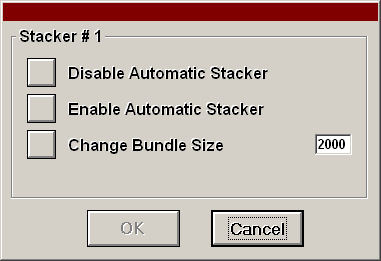 Stacker # 1
Disable Automatic Stacker
Enable Automatic Stacker
Change Bundle Size 2000
OK Cancel